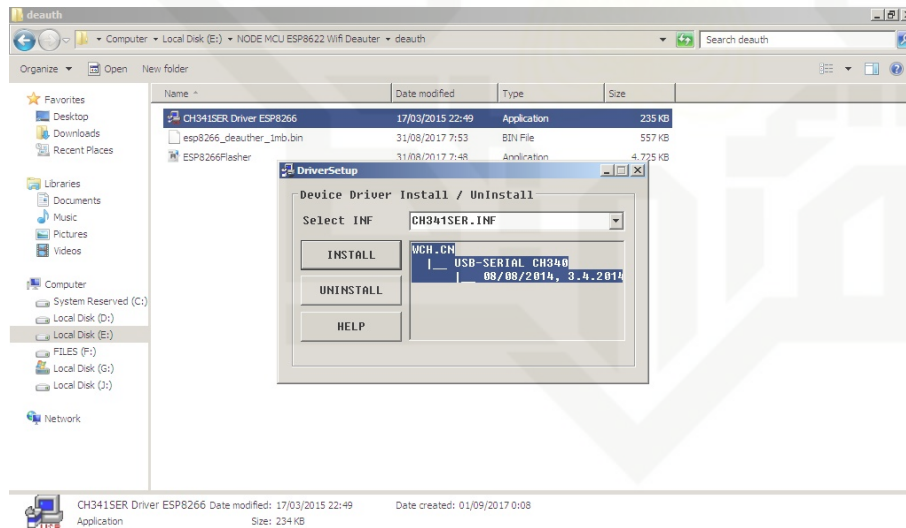 deauth
Computer
Local Disk (E:)
NODE MCU ESP8622 Wifi Deauter
deauth
Search deauth
Organize
Open
New folder
Favorites
Desktop
Downloads
Recent Places
Libraries
Documents
Music
Pictures
Videos
Computer
System Reserved (C:)
Local Disk (D:)
Local Disk (E:)
FILES (F:)
Local Disk (G:)
Local Disk (J:)
Network
Name Date modified Type Size
CH341SER Driver ESP8266 17/03/2015 22:49 Application 235 KB
esp8266_deauther_1mb.bin 31/08/2017 7:53 BIN File 557 KB
ESP8266Flasher 31/08/2017 7:48 Application 4.725 KB
DriverSetup
Device Driver Install / UnInstall
Select INF CH341SER.INF
INSTALL
UNINSTALL
HELP
WCH.CN
|__ USB-SERIAL CH340
|__ 08/08/2014, 3.4.2014
CH341SER Driver ESP8266 Date modified: 17/03/2015 22:49 Date created: 01/09/2017 0:08
Application Size: 234 KB